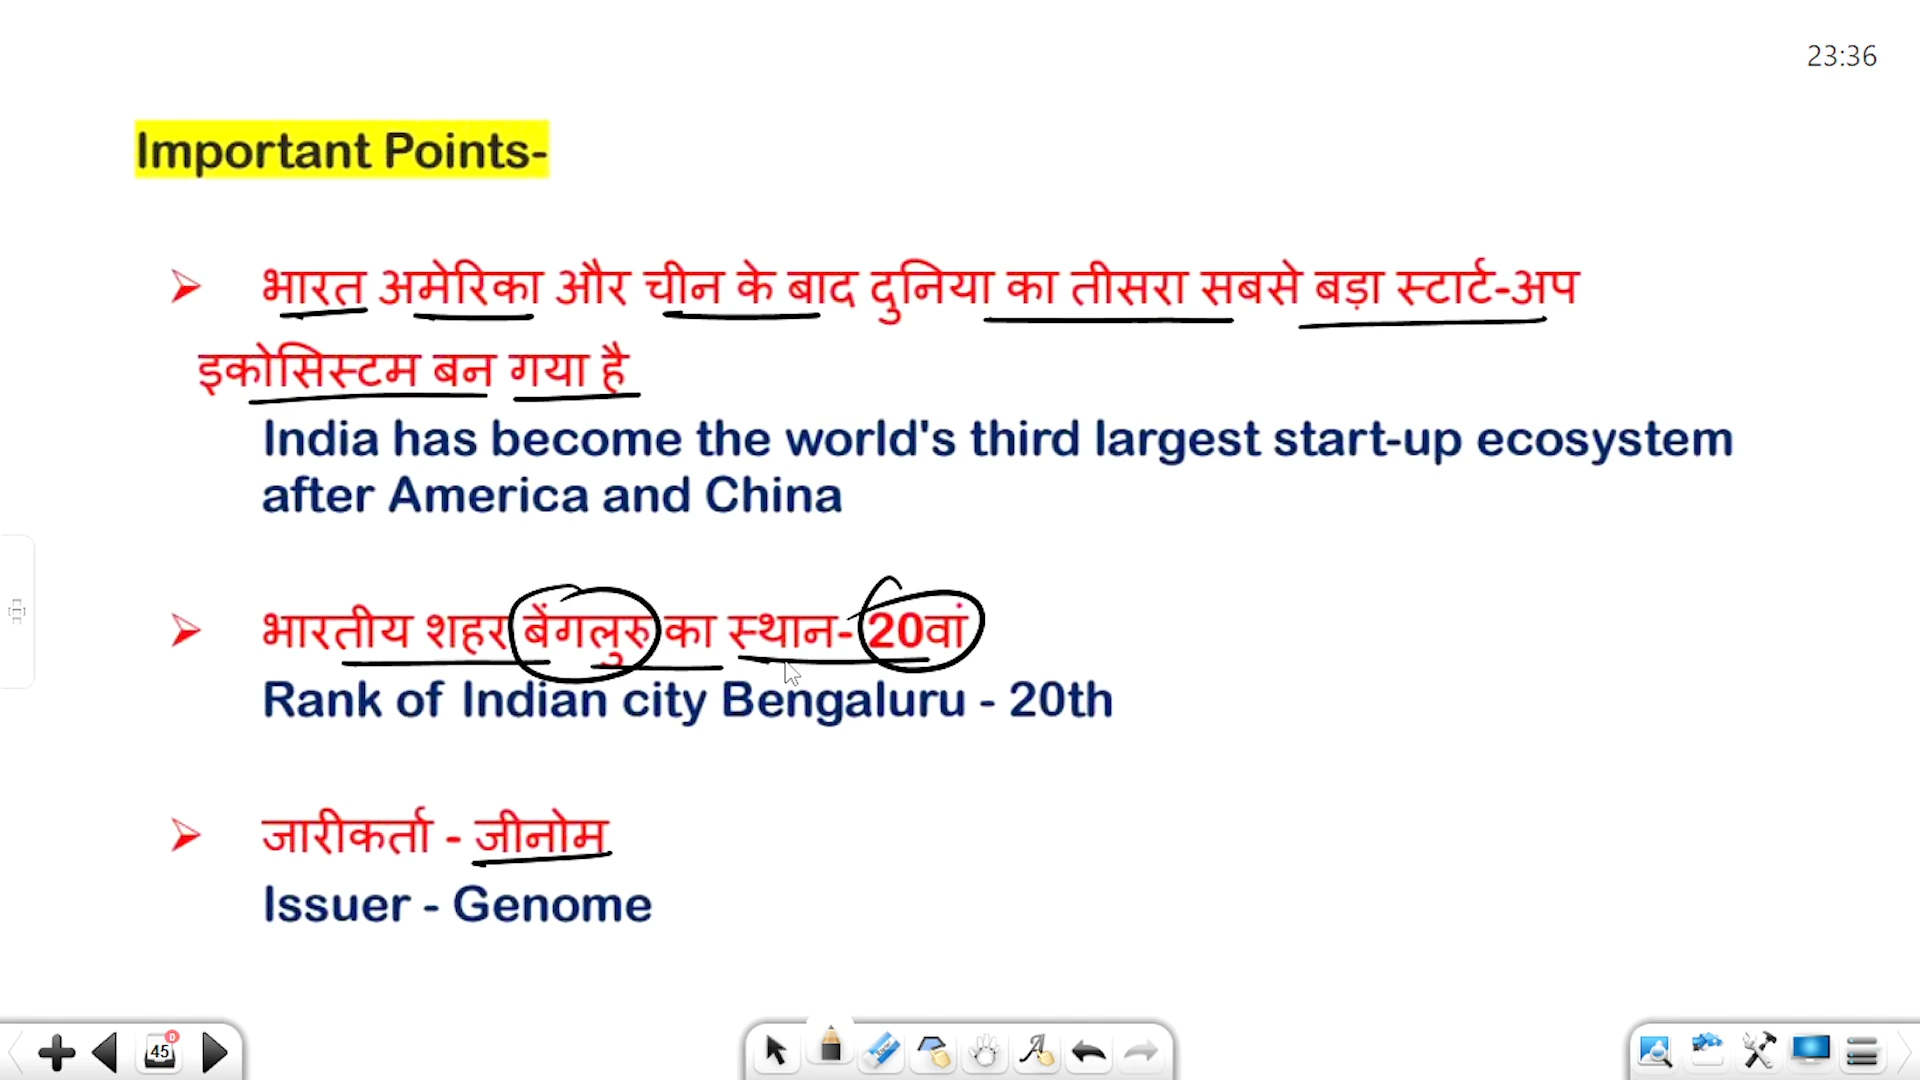 23:36
Important Points-
भारत अमेरिका और चीन के बाद दुनिया का तीसरा सबसे बड़ा स्टार्ट-अप
इकोसिस्टम बन गया है
India has become the world's third largest start-up ecosystem
after America and China
भारतीय शहर बेंगलुरु का स्थान- 20वां
Rank of Indian city Bengaluru - 20th
जारीकर्ता - जीनोम
Issuer - Genome
45